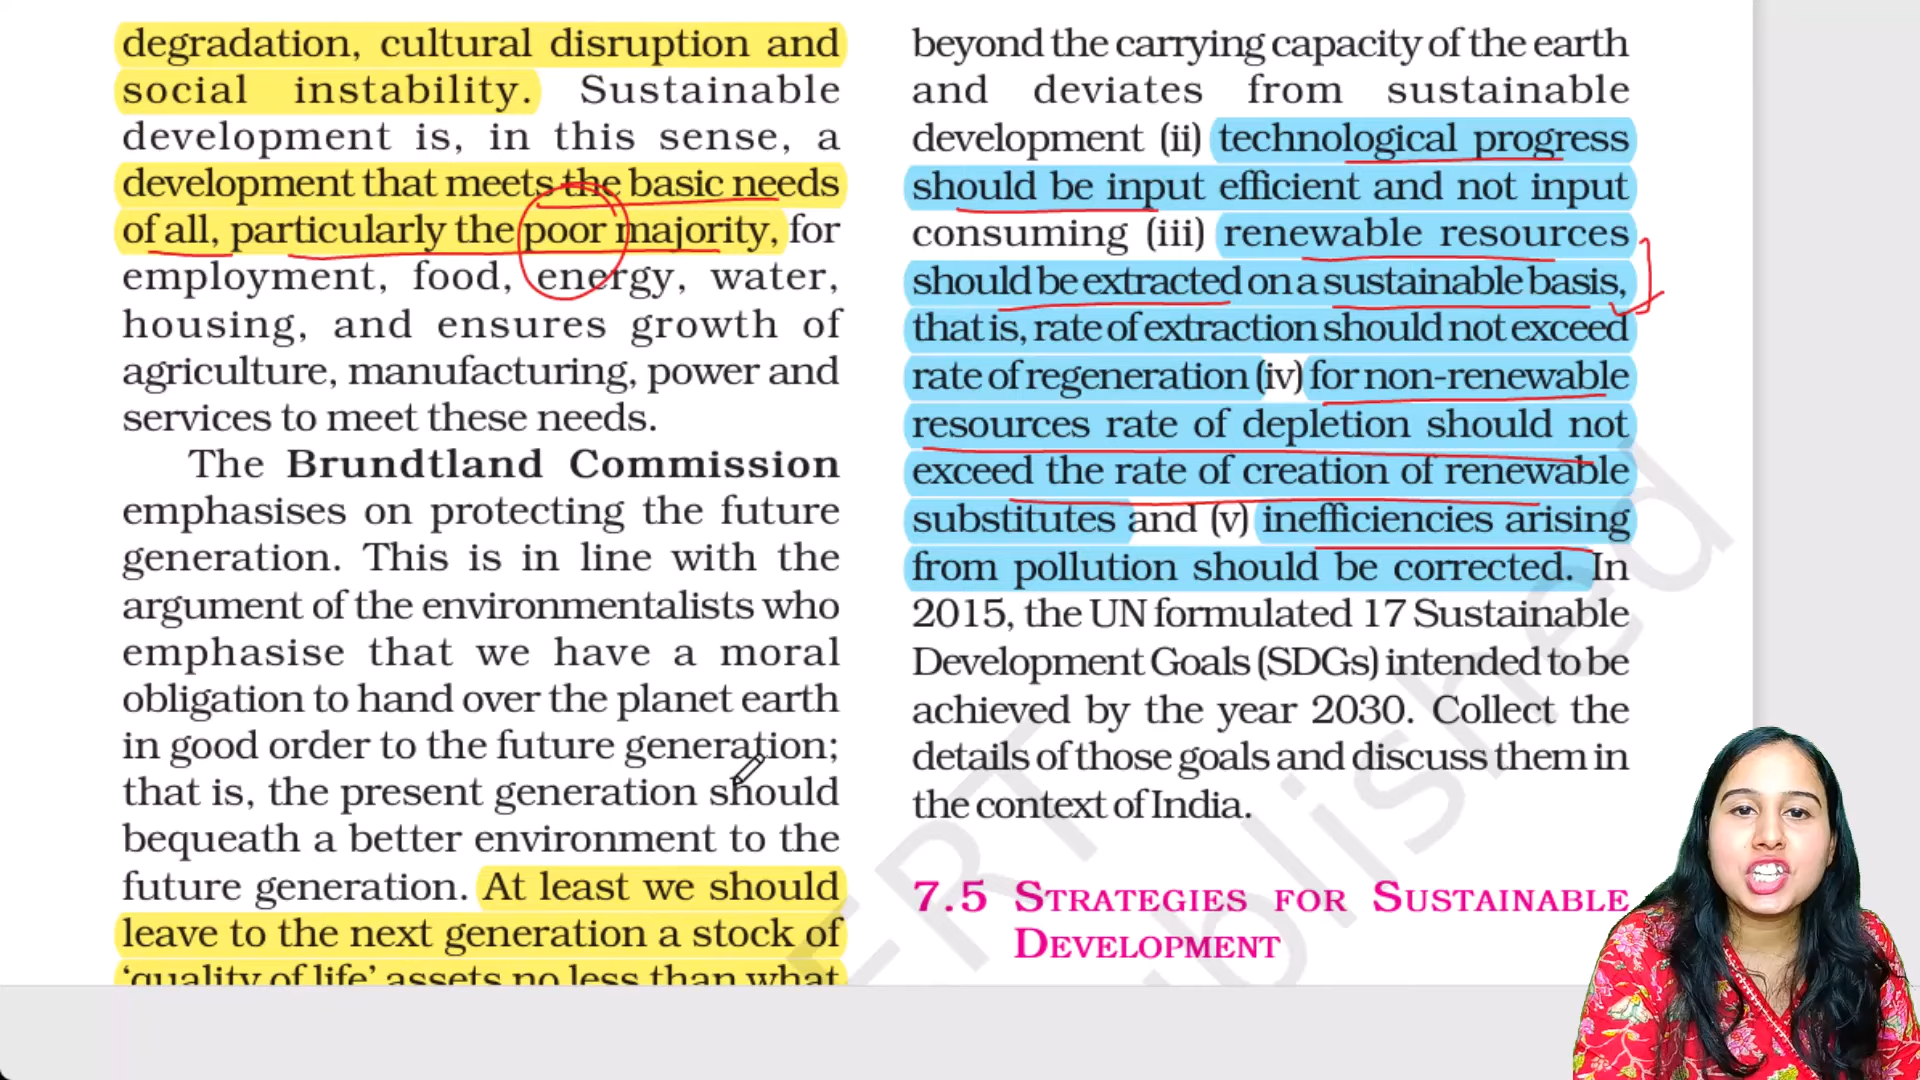 degradation, cultural disruption and
social instability. Sustainable
development is, in this sense, a
development that meets the basic needs
of all, particularly the poor majority, for
employment, food, energy, water,
housing, and ensures growth of
agriculture, manufacturing, power and
services to meet these needs.
The Brundtland Commission
emphasises on protecting the future
generation. This is in line with the
argument of the environmentalists who
emphasise that we have a moral
obligation to hand over the planet earth
in good order to the future generation;
that is, the present generation should
bequeath a better environment to the
future generation. At least we should
leave to the next generation a stock of
‘quality of life’ assets no less than what
beyond the carrying capacity of the earth
and deviates from sustainable
development (ii) technological progress
should be input efficient and not input
consuming (iii) renewable resources
should be extracted on a sustainable basis,
that is, rate of extraction should not exceed
rate of regeneration (iv) for non-renewable
resources rate of depletion should not
exceed the rate of creation of renewable
substitutes and (v) inefficiencies arising
from pollution should be corrected. In
2015, the UN formulated 17 Sustainable
Development Goals (SDGs) intended to be
achieved by the year 2030. Collect the
details of those goals and discuss them in
the context of India.
7.5 STRATEGIES FOR SUSTAINABLE
DEVELOPMENT